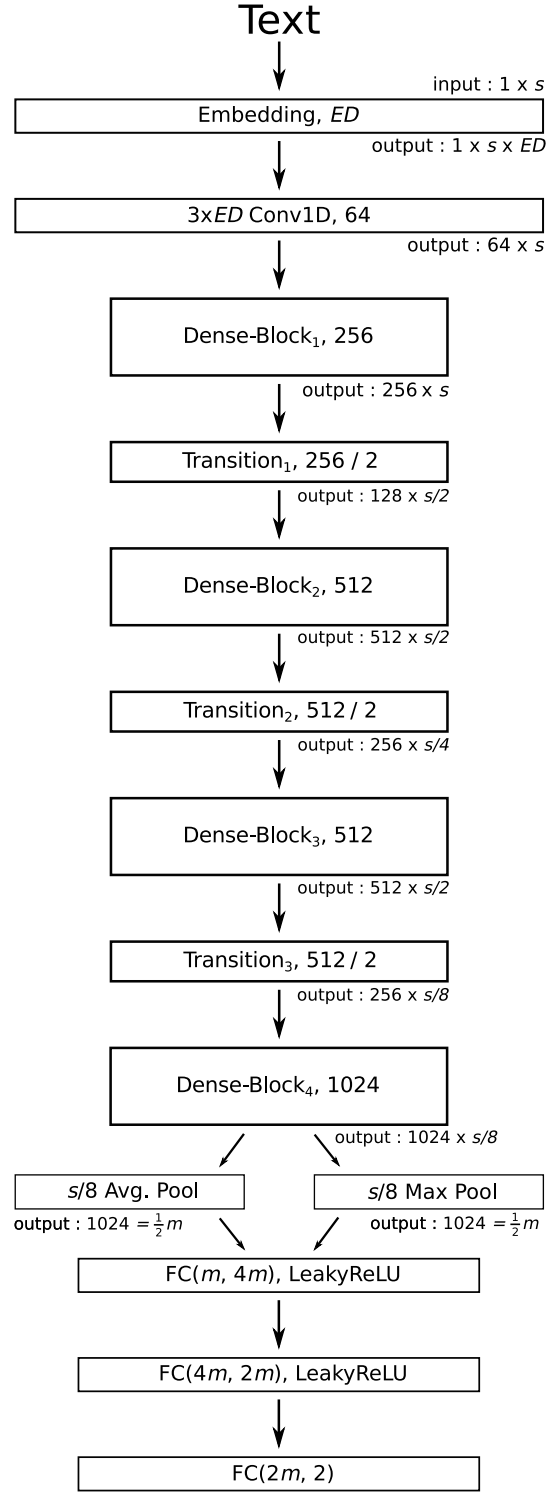 Text
input : 1 x s
Embedding, ED
output : 1 x s x ED
3xED Conv1D, 64
output : 64 x s
Dense-Block₁, 256
output : 256 x s
Transition₁, 256 / 2
output : 128 x s/2
Dense-Block₂, 512
output : 512 x s/2
Transition₂, 512 / 2
output : 256 x s/4
Dense-Block₃, 512
output : 512 x s/2
Transition₃, 512 / 2
output : 256 x s/8
Dense-Block₄, 1024
output : 1024 x s/8
s/8 Avg. Pool
s/8 Max Pool
output : 1024 = ½m
output : 1024 = ½m
FC(m, 4m), LeakyReLU
FC(4m, 2m), LeakyReLU
FC(2m, 2)